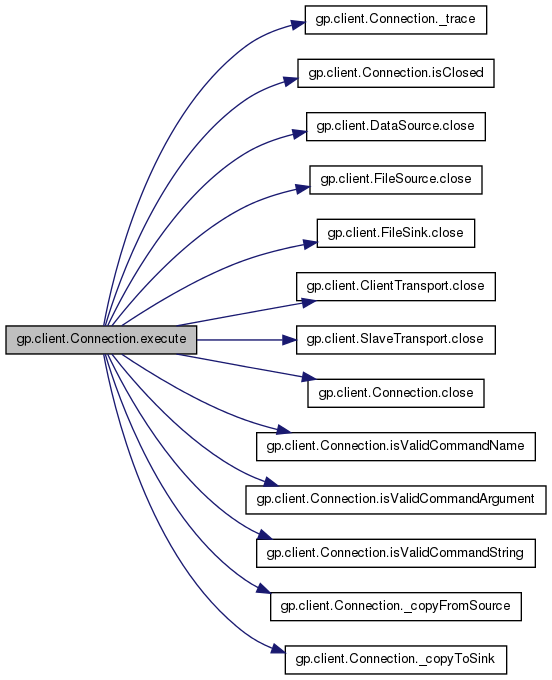 gp.client.Connection._trace
gp.client.Connection.isClosed
gp.client.DataSource.close
gp.client.FileSource.close
gp.client.FileSink.close
gp.client.ClientTransport.close
gp.client.Connection.execute
gp.client.SlaveTransport.close
gp.client.Connection.close
gp.client.Connection.isValidCommandName
gp.client.Connection.isValidCommandArgument
gp.client.Connection.isValidCommandString
gp.client.Connection._copyFromSource
gp.client.Connection._copyToSink